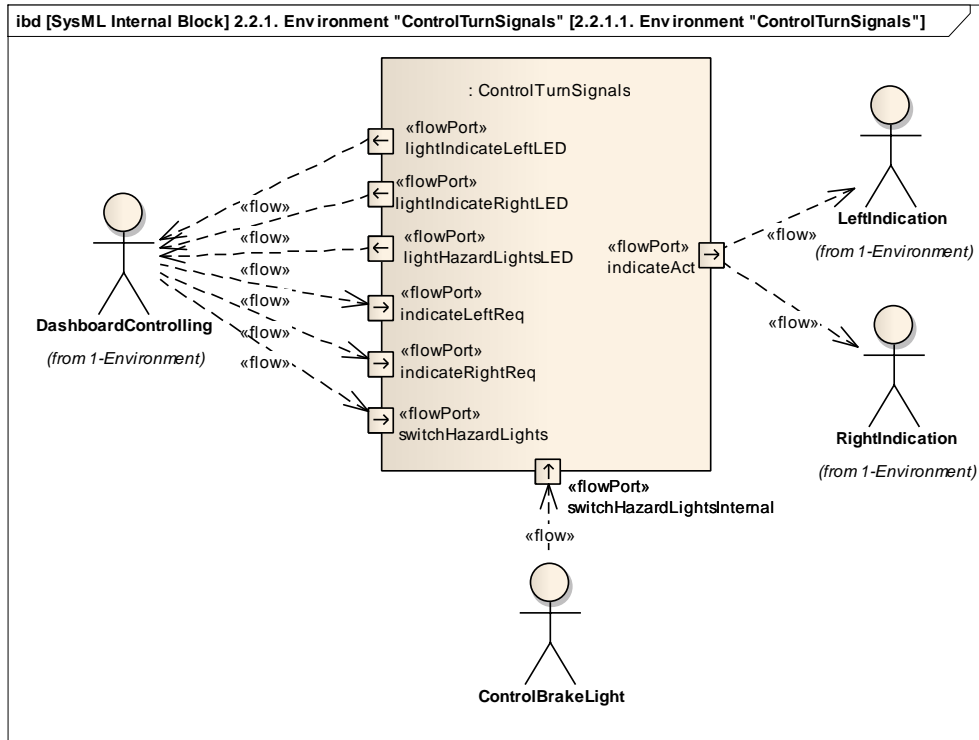 ibd [SysML Internal Block] 2.2.1. Environment "ControlTurnSignals" [2.2.1.1. Environment "ControlTurnSignals"]
: ControlTurnSignals
«flowPort»
lightIndicateLeftLED
«flowPort»
lightIndicateRightLED
«flowPort»
lightHazardLightsLED
«flowPort»
indicateLeftReq
«flowPort»
indicateRightReq
«flowPort»
switchHazardLights
«flowPort»
indicateAct
«flowPort»
switchHazardLightsInternal
«flow»
«flow»
«flow»
«flow»
«flow»
DashboardControlling
(from 1-Environment)
«flow»
LeftIndication
(from 1-Environment)
«flow»
RightIndication
(from 1-Environment)
«flow»
ControlBrakeLight